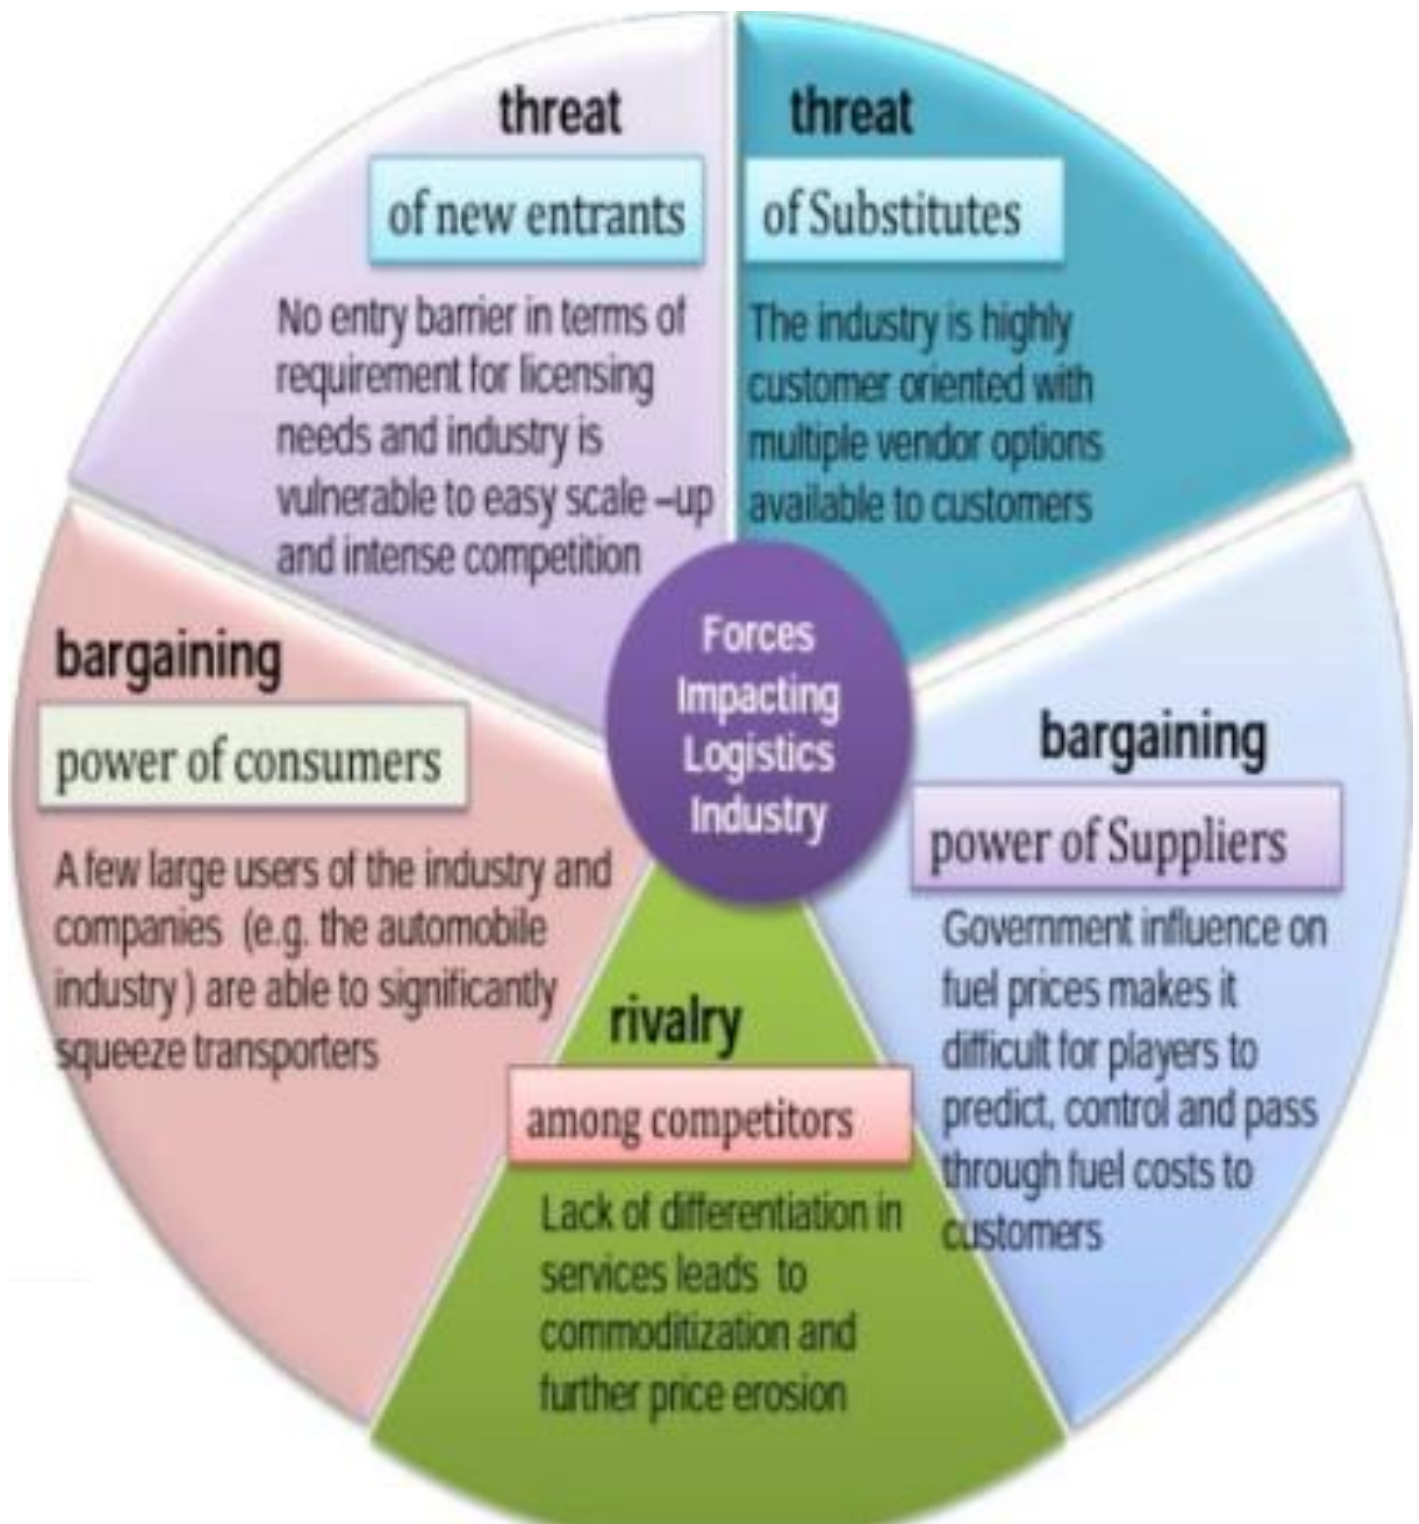 threat
of new entrants
No entry barrier in terms of
requirement for licensing
needs and industry is
vulnerable to easy scale –up
and intense competition
threat
of Substitutes
The industry is highly
customer oriented with
multiple vendor options
available to customers
Forces
Impacting
Logistics
Industry
bargaining
power of consumers
A few large users of the industry and
companies (e.g. the automobile
industry ) are able to significantly
squeeze transporters
bargaining
power of Suppliers
Government influence on
fuel prices makes it
difficult for players to
predict, control and pass
through fuel costs to
customers
rivalry
among competitors
Lack of differentiation in
services leads to
commoditization and
further price erosion